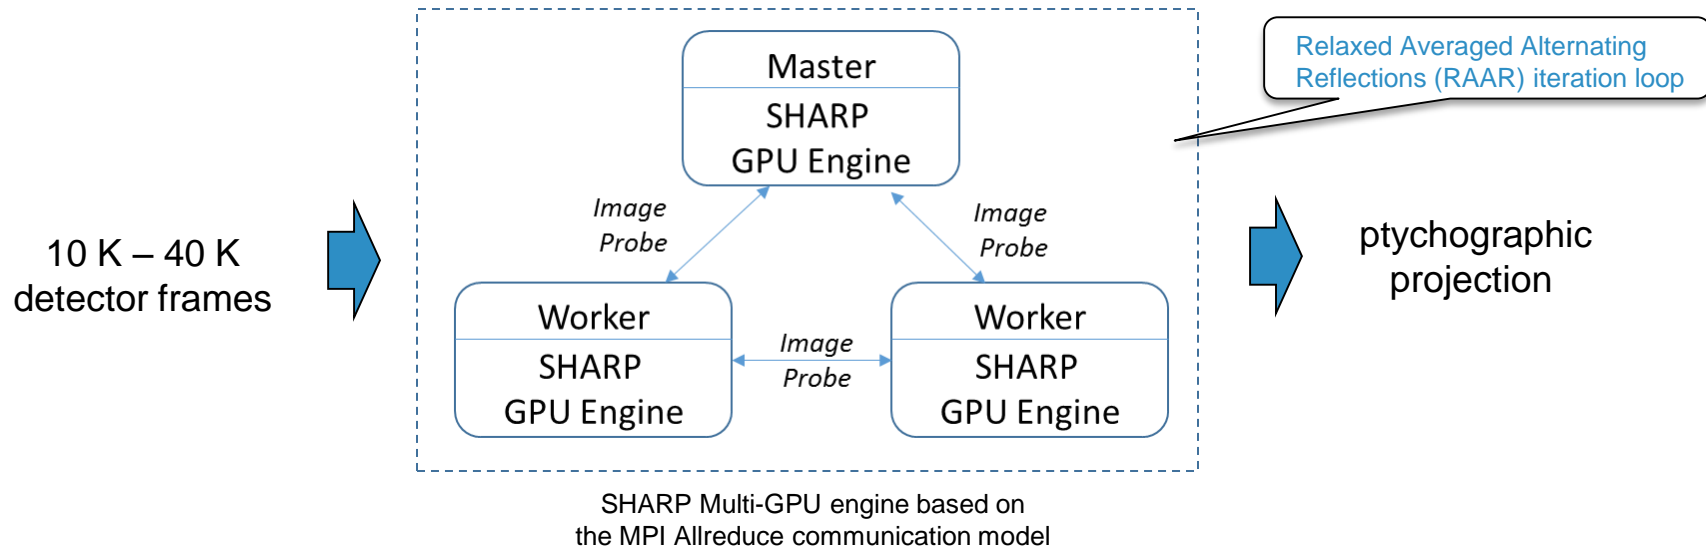 Relaxed Averaged Alternating
Reflections (RAAR) iteration loop
Master
SHARP
GPU Engine
Image
Probe
Image
Probe
10 K – 40 K
detector frames
ptychographic
projection
Worker
SHARP
GPU Engine
Image
Probe
Worker
SHARP
GPU Engine
SHARP Multi-GPU engine based on
the MPI Allreduce communication model